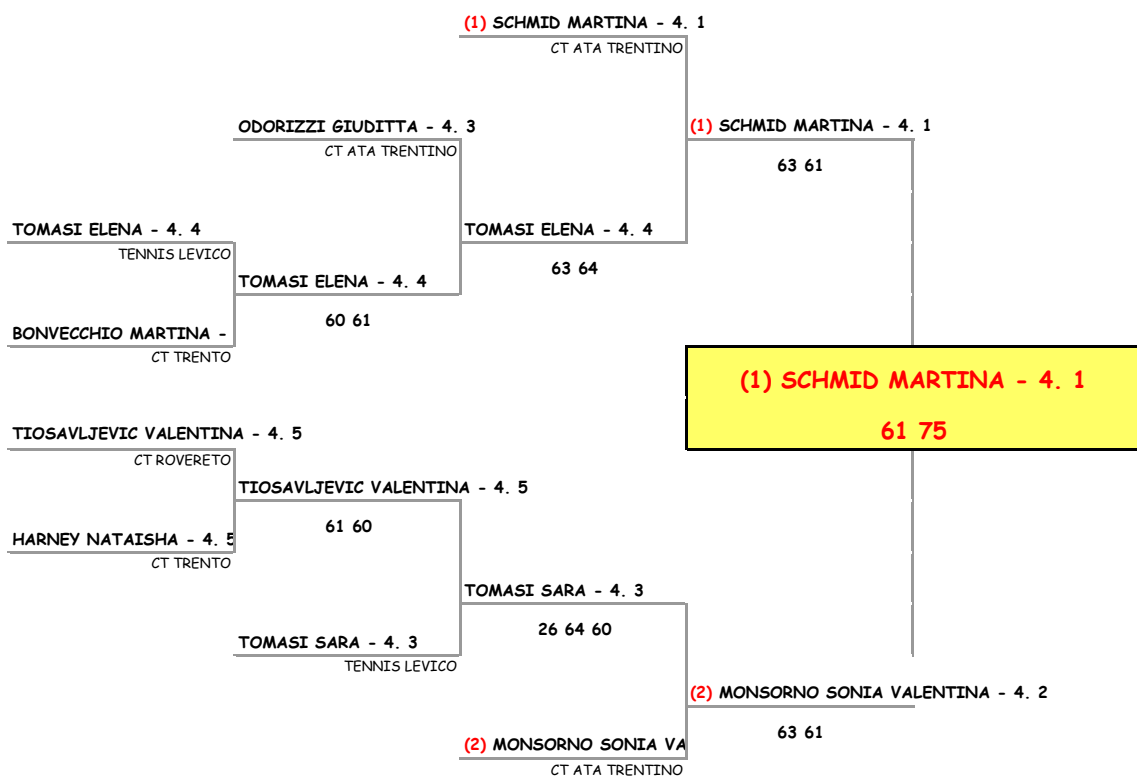 (1) SCHMID MARTINA - 4. 1
CT ATA TRENTINO
ODORIZZI GIUDITTA - 4. 3
CT ATA TRENTINO
(1) SCHMID MARTINA - 4. 1
63 61
TOMASI ELENA - 4. 4
TENNIS LEVICO
TOMASI ELENA - 4. 4
63 64
TOMASI ELENA - 4. 4
60 61
BONVECCHIO MARTINA -
CT TRENTO
(1) SCHMID MARTINA - 4. 1
61 75
TIOSAVLJEVIC VALENTINA - 4. 5
CT ROVERETO
TIOSAVLJEVIC VALENTINA - 4. 5
61 60
HARNEY NATAISHA - 4. 5
CT TRENTO
TOMASI SARA - 4. 3
26 64 60
TOMASI SARA - 4. 3
TENNIS LEVICO
(2) MONSORNO SONIA VALENTINA - 4. 2
63 61
(2) MONSORNO SONIA VA
CT ATA TRENTINO